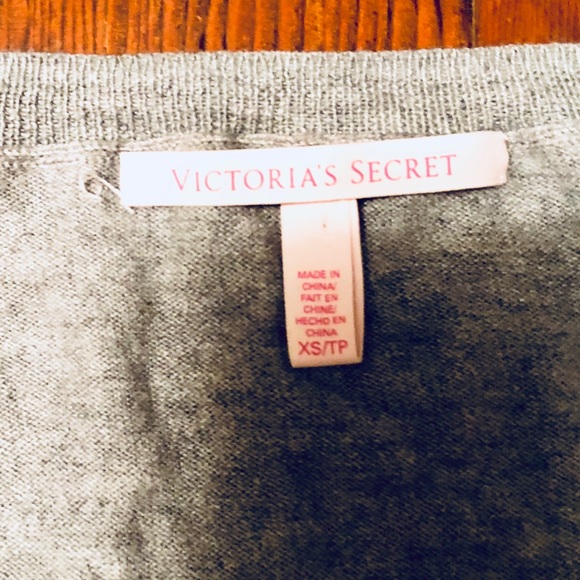 VICTORIA'S SECRET
MADE IN
CHINA/
FAIT EN
CHINE/
HECHO EN
CHINA
XS/TP